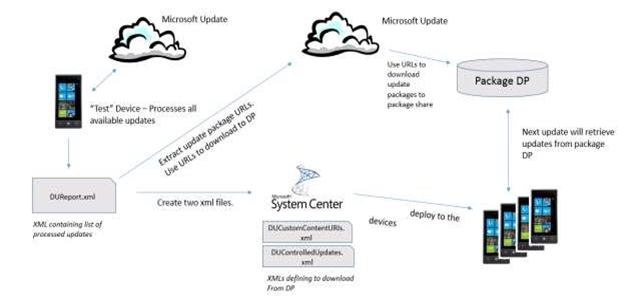 Microsoft Update
Microsoft Update
"Test" Device – Processes all
available updates
Extract update package URLs.
Use URLs to download to DP
Use URLs to
download
update
packages to
package share
Package DP
Next update will retrieve
updates from package
DP
DUReport.xml
XML containing list of
processed updates
Create two xml files.
Microsoft
System Center
DUCustomContentURIs.
xml
DUControlledUpdates.
xml
XMLs defining to download
From DP
devices
deploy to the